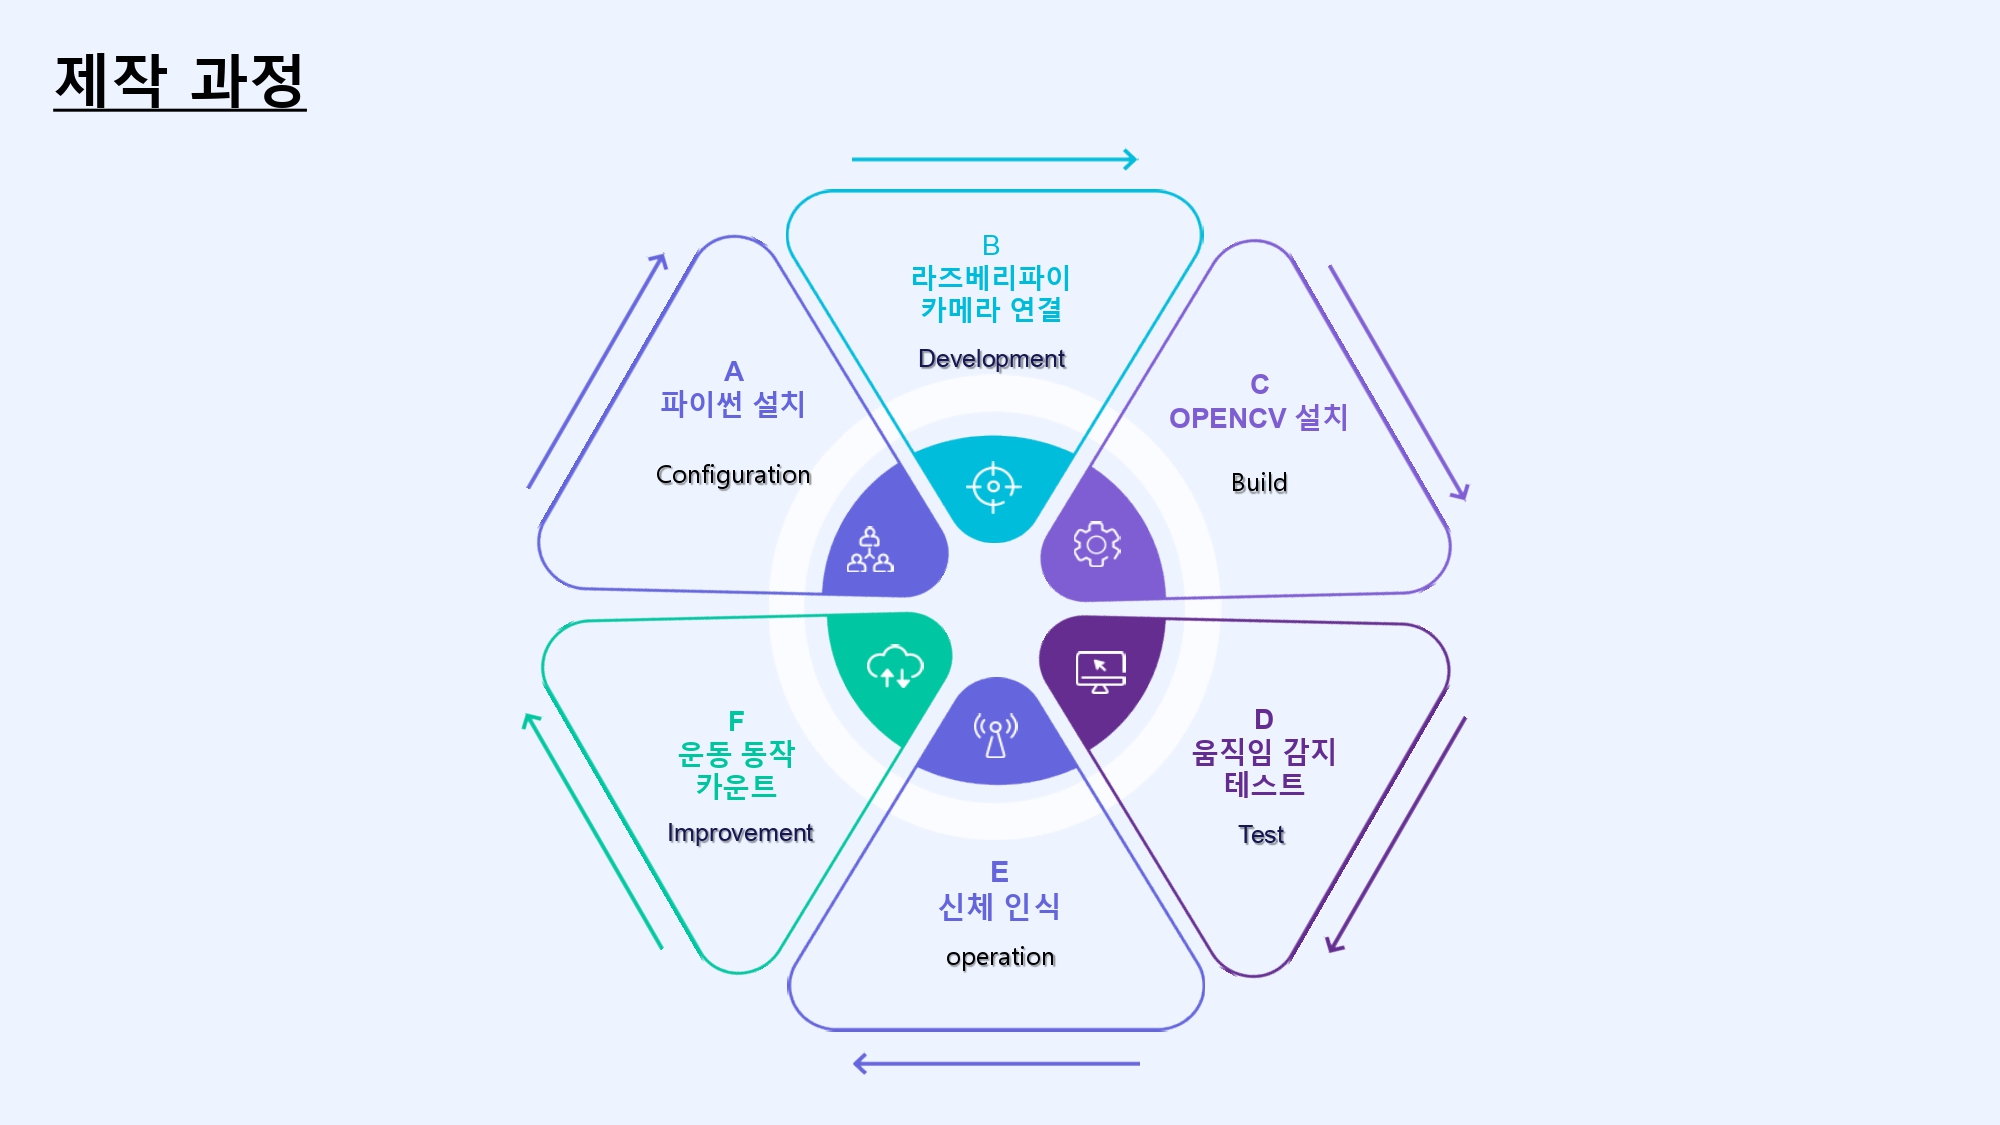 제작 과정
A
파이썬 설치
Configuration
B
라즈베리파이
카메라 연결
Development
C
OPENCV 설치
Build
D
움직임 감지
테스트
Test
E
신체 인식
operation
F
운동 동작
카운트
Improvement